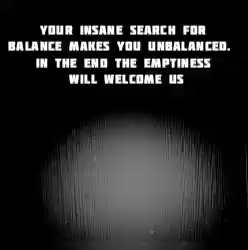 YOUR INSANE SEARCH FOR
BALANCE MAKES YOU UNBALANCED.
IN THE END THE EMPTINESS
WILL WELCOME US